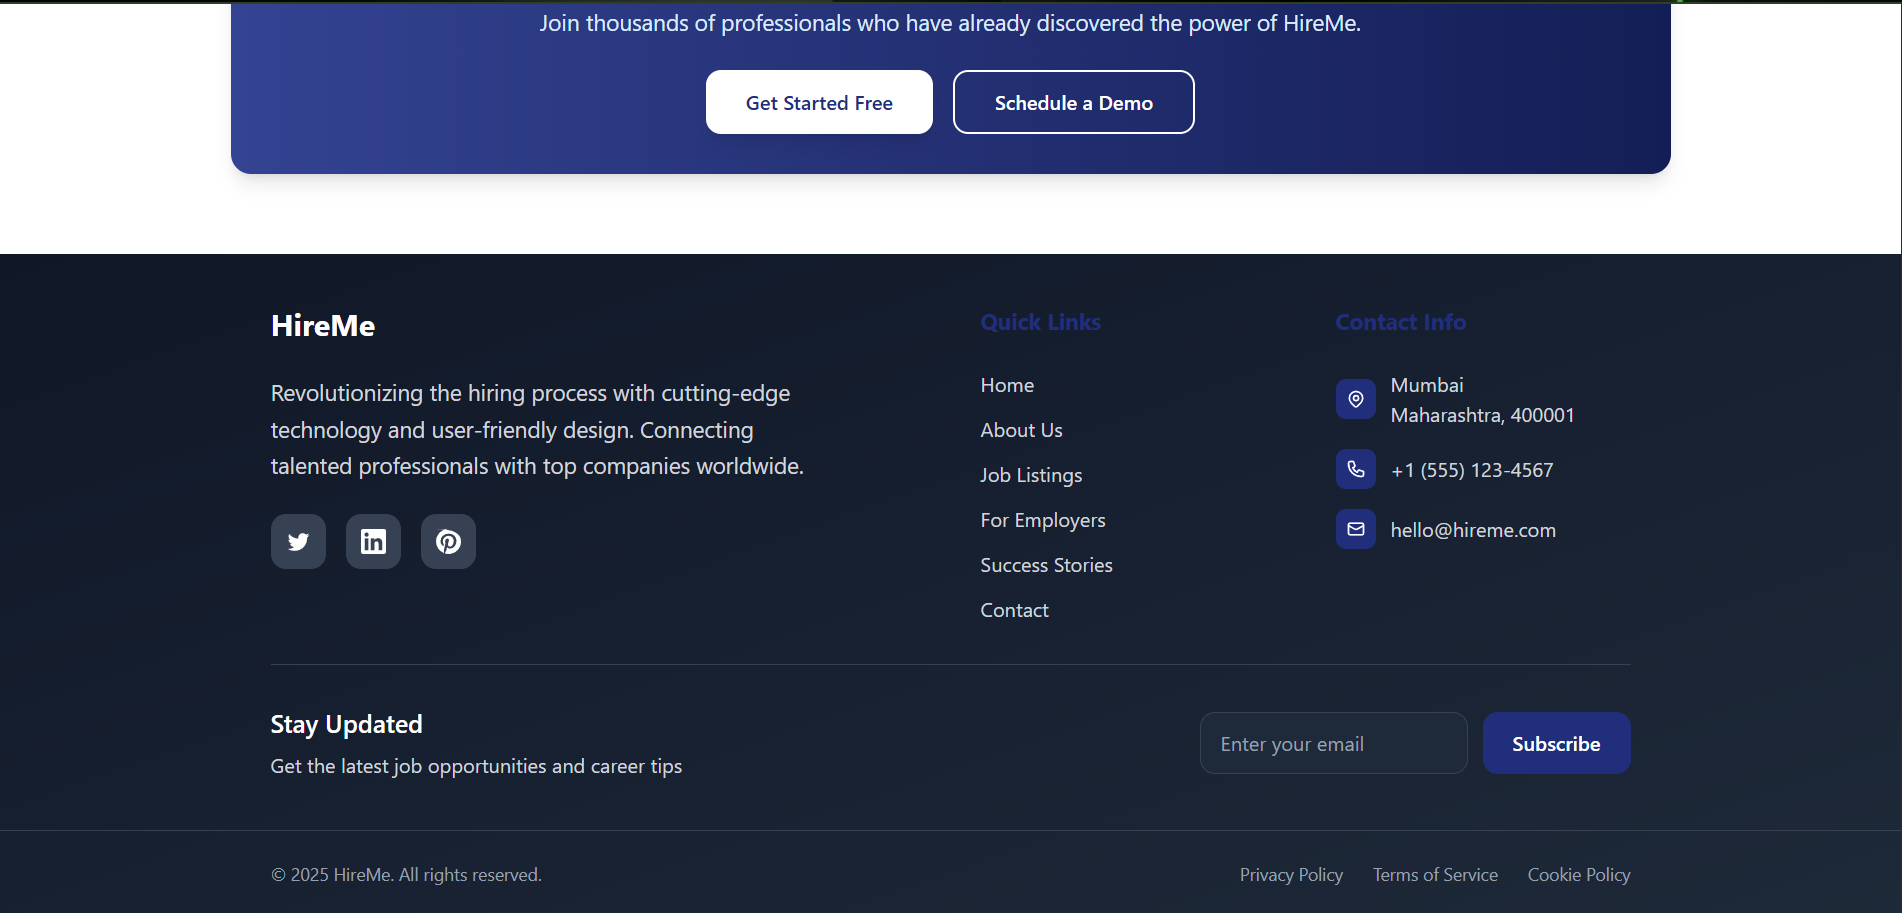 Join thousands of professionals who have already discovered the power of HireMe.
Get Started Free
Schedule a Demo
HireMe
Revolutionizing the hiring process with cutting-edge
technology and user-friendly design. Connecting
talented professionals with top companies worldwide.
Quick Links
Home
About Us
Job Listings
For Employers
Success Stories
Contact
Contact Info
Mumbai
Maharashtra, 400001
+1 (555) 123-4567
hello@hireme.com
Stay Updated
Get the latest job opportunities and career tips
Enter your email
Subscribe
© 2025 HireMe. All rights reserved.
Privacy Policy
Terms of Service
Cookie Policy